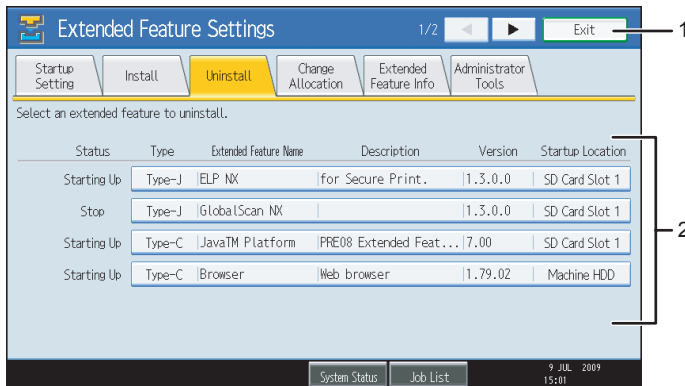 Extended Feature Settings 1/2 Exit 1
Startup Setting Install Uninstall Change Allocation Extended Feature Info Administrator Tools
Select an extended feature to uninstall.
Status Type Extended Feature Name Description Version Startup Location
Starting Up Type-J ELP NX for Secure Print. 1.3.0.0 SD Card Slot 1
Stop Type-J GlobalScan NX 1.3.0.0 SD Card Slot 1
2
Starting Up Type-C JavaTM Platform PRE08 Extended Feat... 7.00 SD Card Slot 1
Starting Up Type-C Browser Web browser 1.79.02 Machine HDD
System Status Job List 9 JUL 2009
15:01